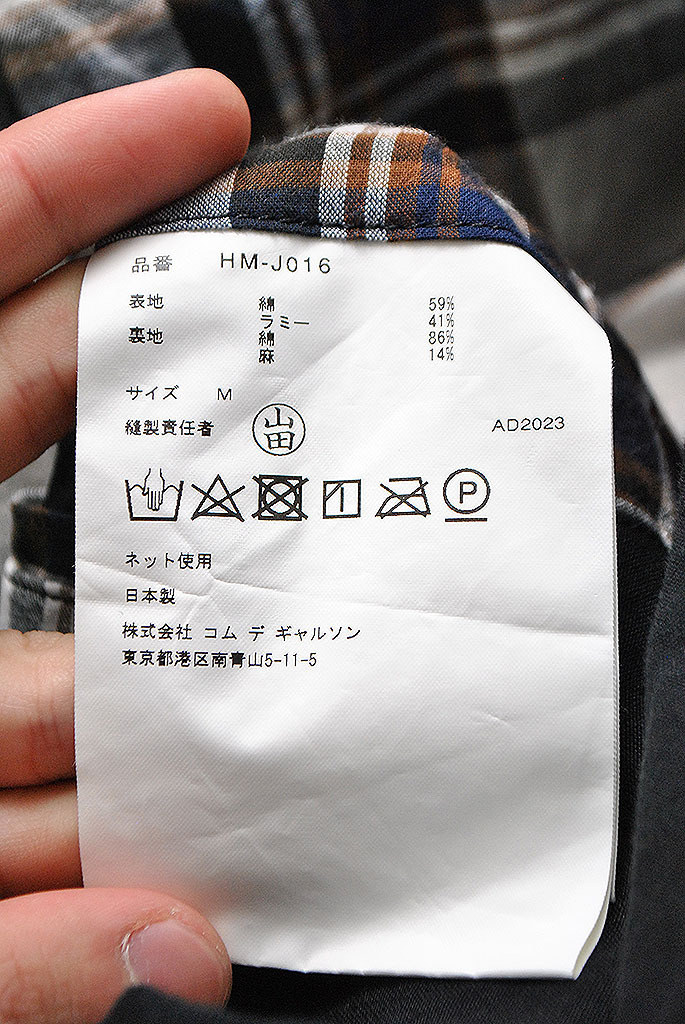 品番 HM-J016
表地 綿 59%
ラミー 41%
裏地 綿 86%
麻 14%
サイズ M
縫製責任者 山田 AD2023
P
ネット使用
日本製
株式会社 コム デ ギャルソン
東京都港区南青山5-11-5